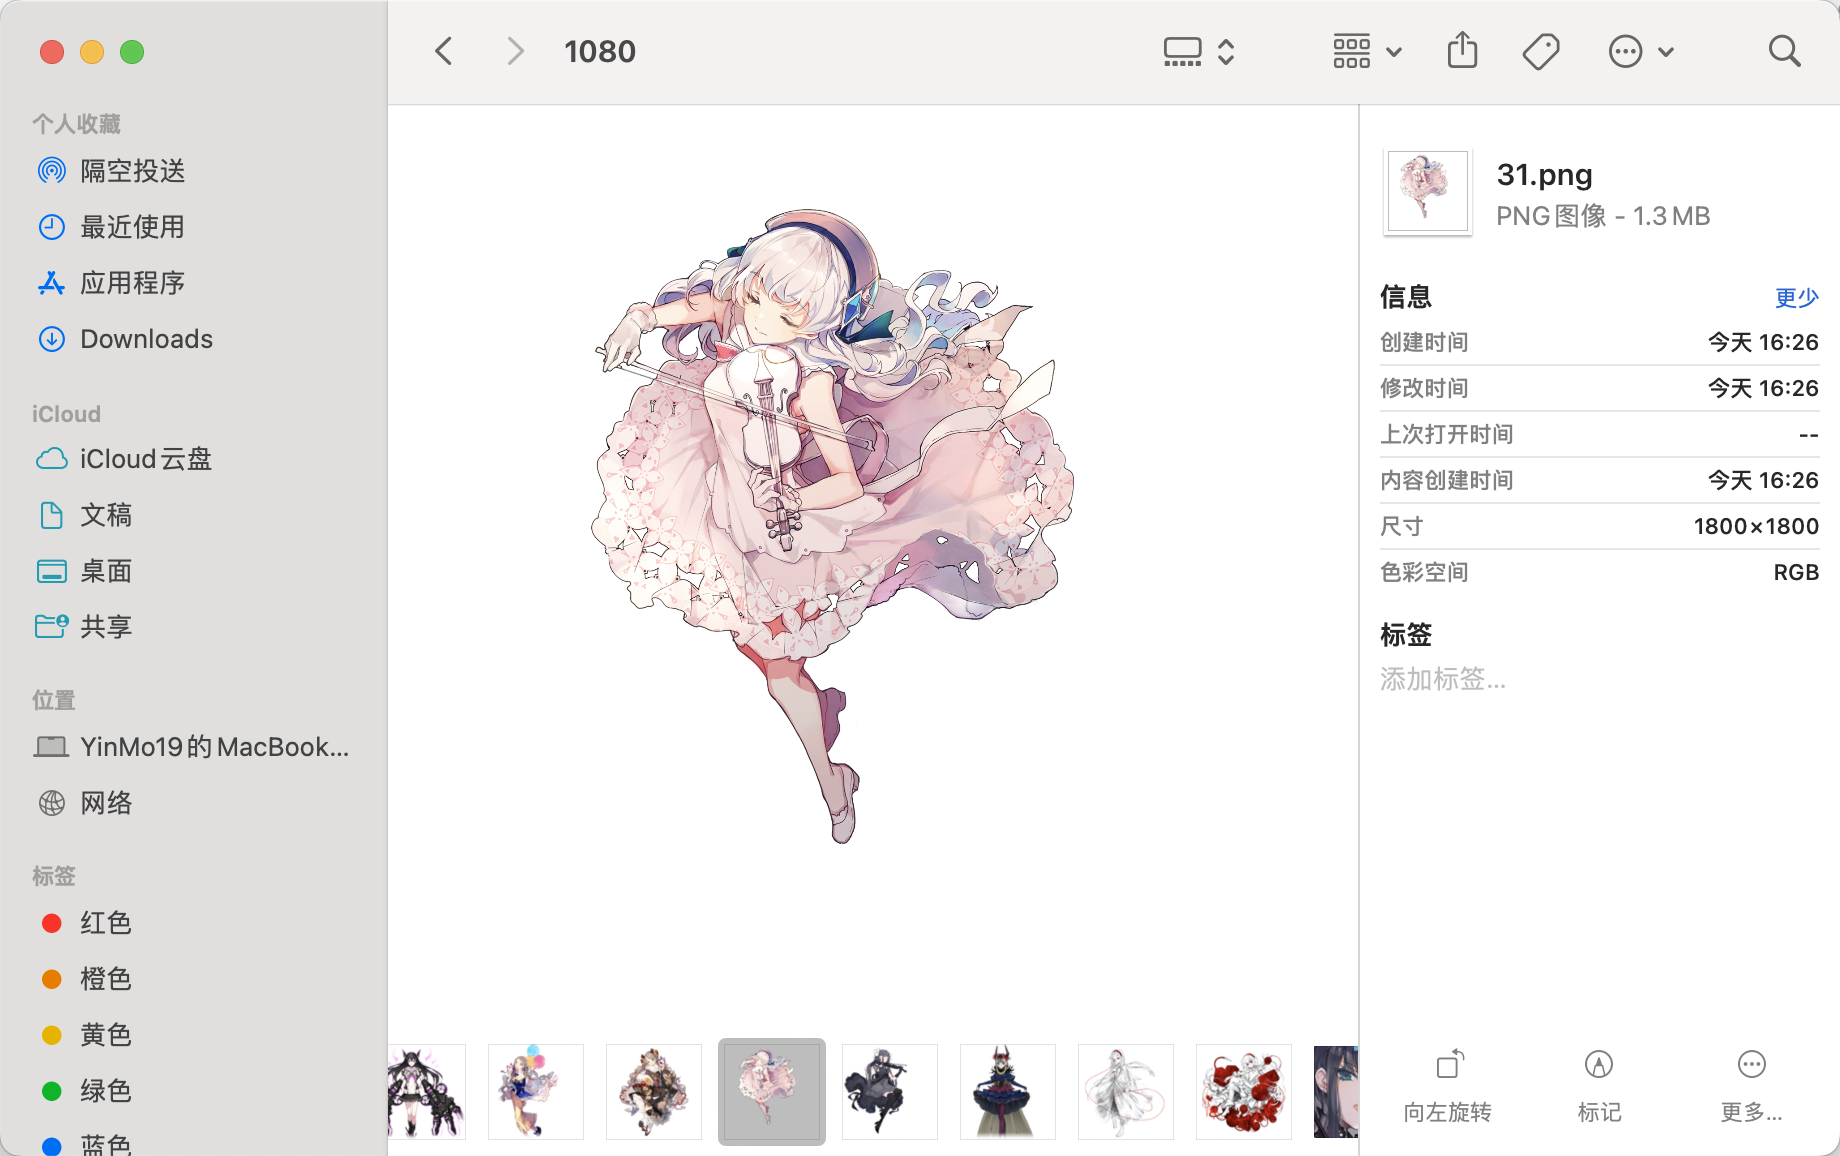 1080
个人收藏
隔空投送
最近使用
应用程序
Downloads
iCloud
iCloud云盘
文稿
桌面
共享
位置
YinMo19的MacBook...
网络
标签
红色
橙色
黄色
绿色
蓝色
31.png
PNG图像 - 1.3 MB
信息 更少
创建时间 今天 16:26
修改时间 今天 16:26
上次打开时间 --
内容创建时间 今天 16:26
尺寸 1800×1800
色彩空间 RGB
标签
添加标签...
向左旋转 标记 更多...